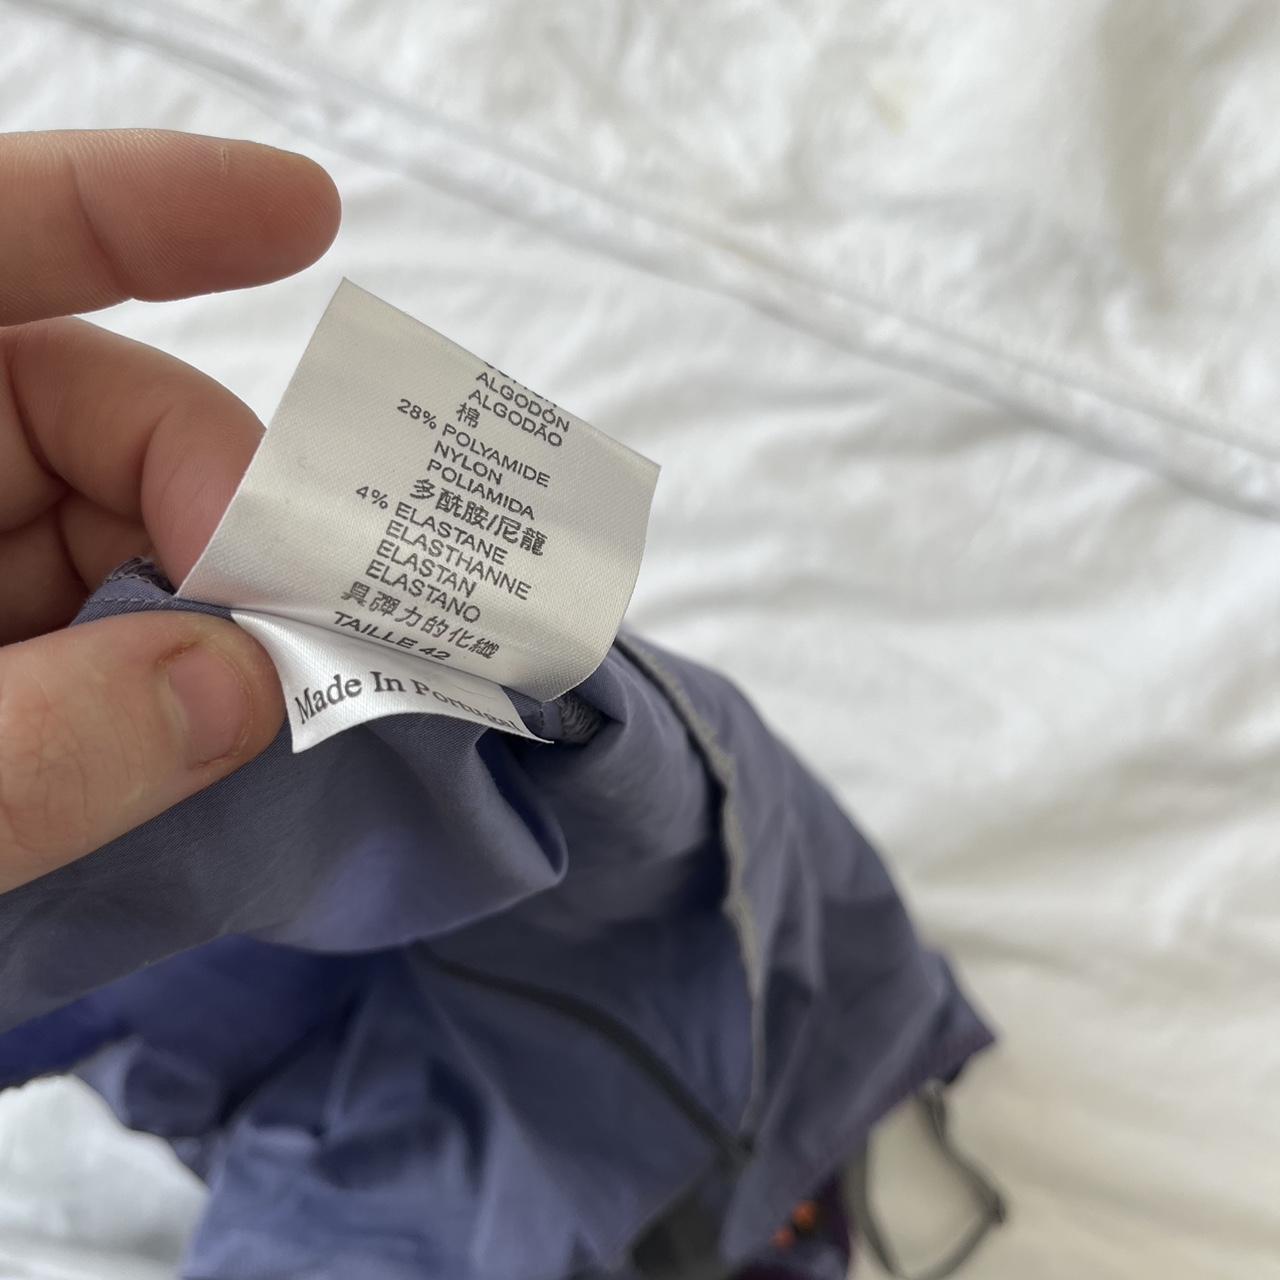 ALGODÓN
ALGODÃO
棉
28% POLYAMIDE
NYLON
POLIAMIDA
多酰胺/尼龍
4% ELASTANE
ELASTHANNE
ELASTAN
ELASTANO
具彈力的化纖
TAILLE 42
Made In Portugal